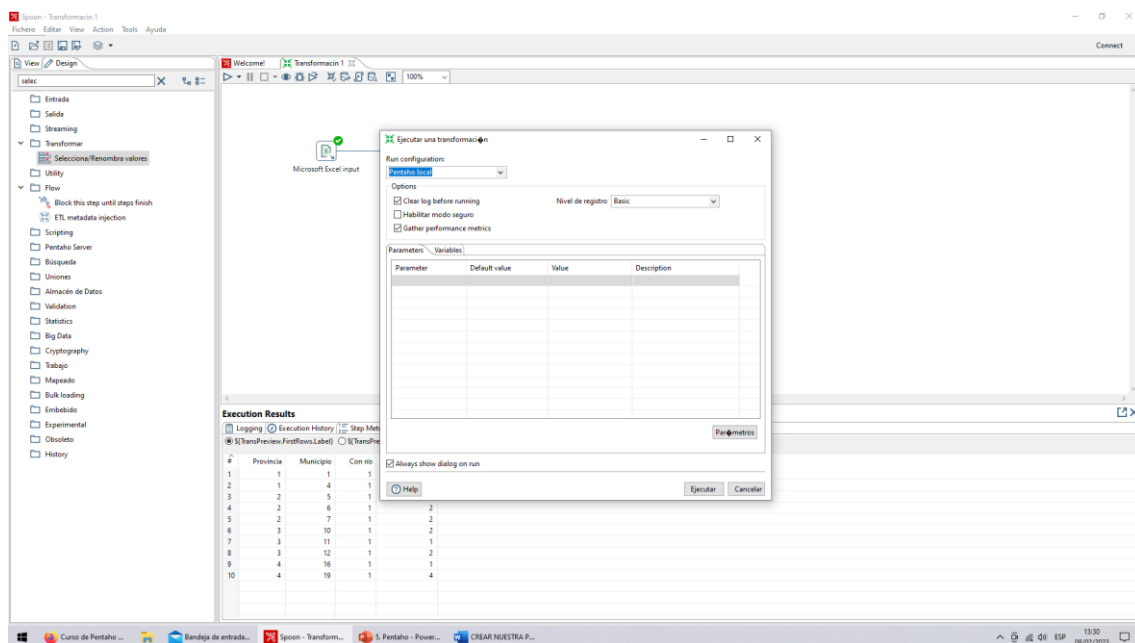 Spoon - Transformacin 1
Fichero Editar View Action Tools Ayuda
Connect
View Design
Welcome! Transformacin 1
selec
100%
Entrada
Salida
Streaming
Transformar
Selecciona/Renombra valores
Utility
Flow
Block this step until steps finish
ETL metadata injection
Scripting
Pentaho Server
Búsqueda
Uniones
Almacén de Datos
Validation
Statistics
Big Data
Cryptography
Trabajo
Mapeado
Bulk loading
Embebido
Experimental
Obsoleto
History
Microsoft Excel input
Ejecutar una transformaci�n
Run configuration:
Pentaho local
Options
Clear log before running Nivel de registro Basic
Habilitar modo seguro
Gather performance metrics
Parameters Variables
Parameter Default value Value Description
Par�metros
Always show dialog on run
Help Ejecutar Cancelar
Execution Results
Logging Execution History Step Met
${TransPreview.FirstRows.Label} ${TransPre
# Provincia Municipio Con rio
1 1 1 1
2 1 4 1
3 2 5 1
4 2 6 1 2
5 2 7 1 2
6 3 10 1 2
7 3 11 1 1
8 3 12 1 2
9 4 16 1 1
10 4 19 1 4
Curso de Pentaho ... Bandeja de entrada... Spoon - Transform... 5. Pentaho - Power... CREAR NUESTRA P...
ESP 13:30
08/02/2023